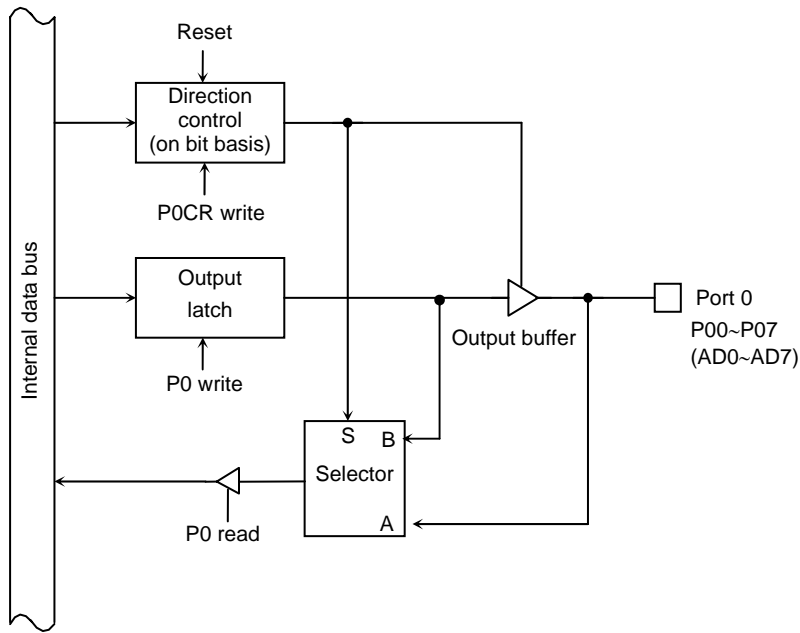 Reset
Direction
control
(on bit basis)
P0CR write
Internal data bus
Output
latch
P0 write
Output buffer
Port 0
P00~P07
(AD0~AD7)
S
B
Selector
A
P0 read